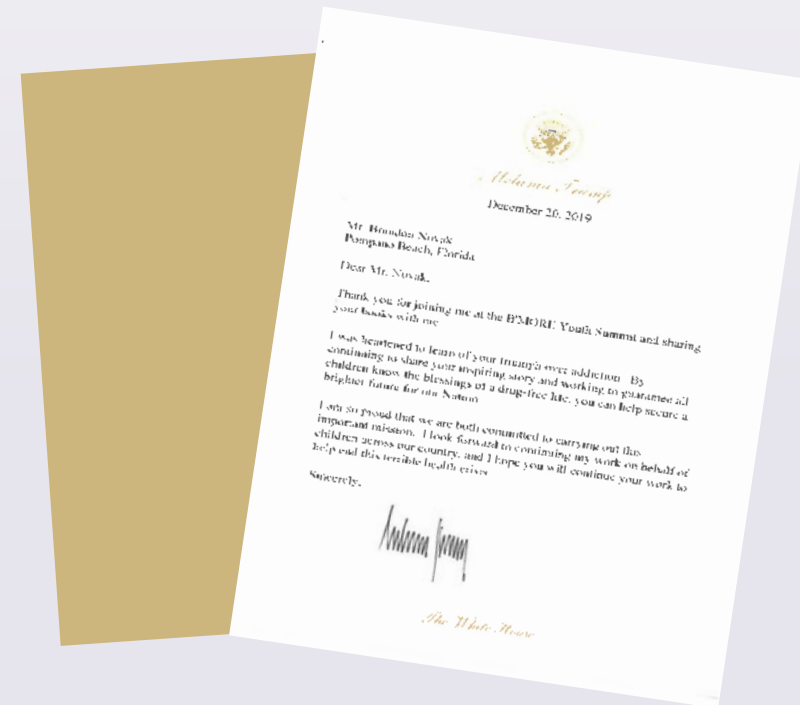 Melania Trump
December 20, 2019
Mr. Brandon Novak
Pompano Beach, Florida
Dear Mr. Novak,
Thank you for joining me at the B'MORE Youth Summit and sharing
your books with me
I was heartened to learn of your triumph over addiction By
continuing to share your inspiring story and working to guarantee all
children know the blessings of a drug-free life, you can help secure a
brighter future for our Nation
I am so proud that we are both committed to carrying out this
important mission. I look forward to continuing my work on behalf of
children across our country, and I hope you will continue your work to
help end this terrible health crisis
Sincerely,
The White House